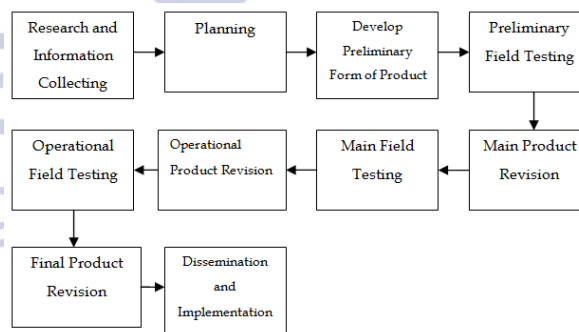 Research and
Information
Collecting
Planning
Develop
Preliminary
Form of Product
Preliminary
Field Testing
Operational
Field Testing
Operational
Product Revision
Main Field
Testing
Main Product
Revision
Final Product
Revision
Dissemination
and
Implementation